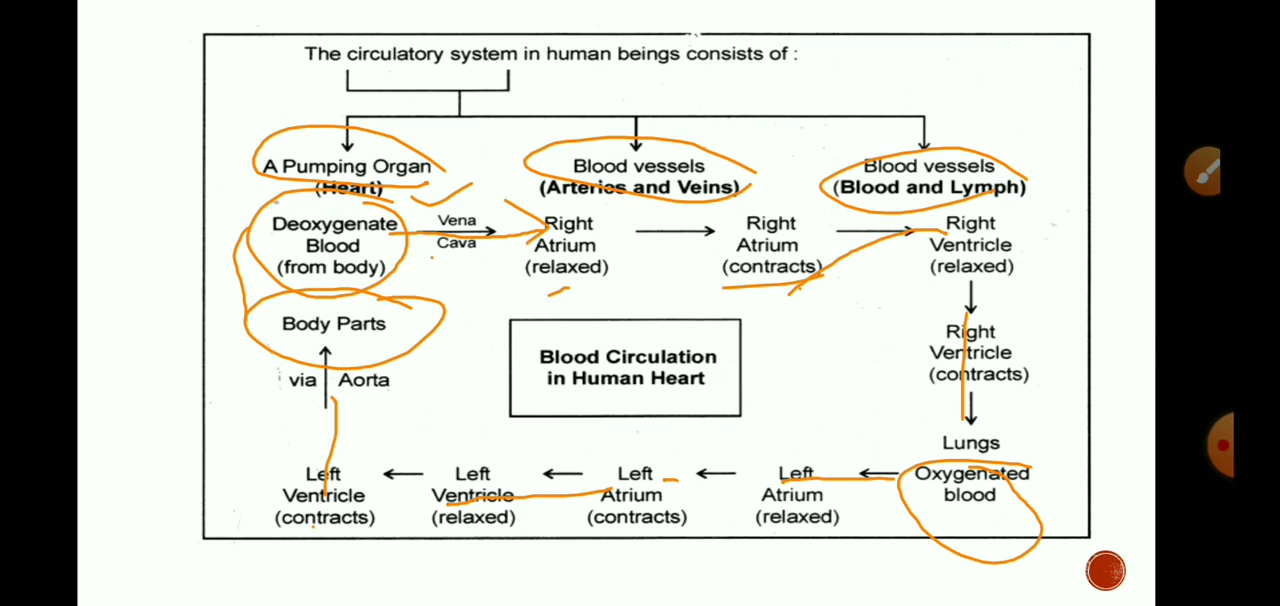 The circulatory system in human beings consists of :
A Pumping Organ
(Heart)
Blood vessels
(Arteries and Veins)
Blood vessels
(Blood and Lymph)
Deoxygenate
Blood
(from body)
Vena
Cava
Right
Atrium
(relaxed)
Right
Atrium
(contracts)
Right
Ventricle
(relaxed)
Right
Ventricle
(contracts)
Lungs
Oxygenated
blood
Left
Atrium
(relaxed)
Left
Atrium
(contracts)
Left
Ventricle
(relaxed)
Left
Ventricle
(contracts)
via Aorta
Body Parts
Blood Circulation
in Human Heart